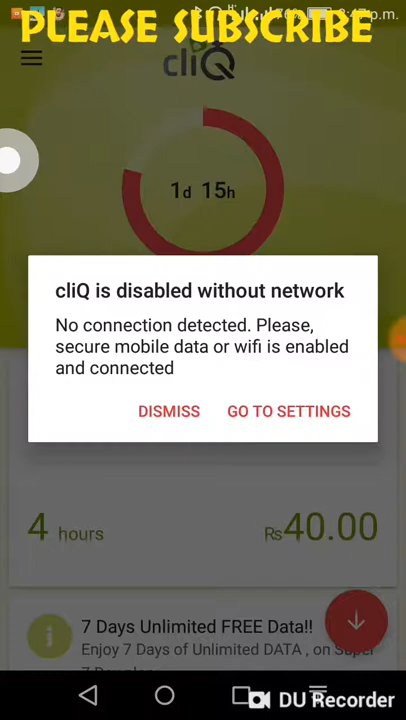 PLEASE SUBSCRIBE
76%
p.m.
cliQ
1d 15h
cliQ is disabled without network
No connection detected. Please,
secure mobile data or wifi is enabled
and connected
DISMISS GO TO SETTINGS
4 hours ₨40.00
7 Days Unlimited FREE Data!!
Enjoy 7 Days of Unlimited DATA , on Super
DU Recorder